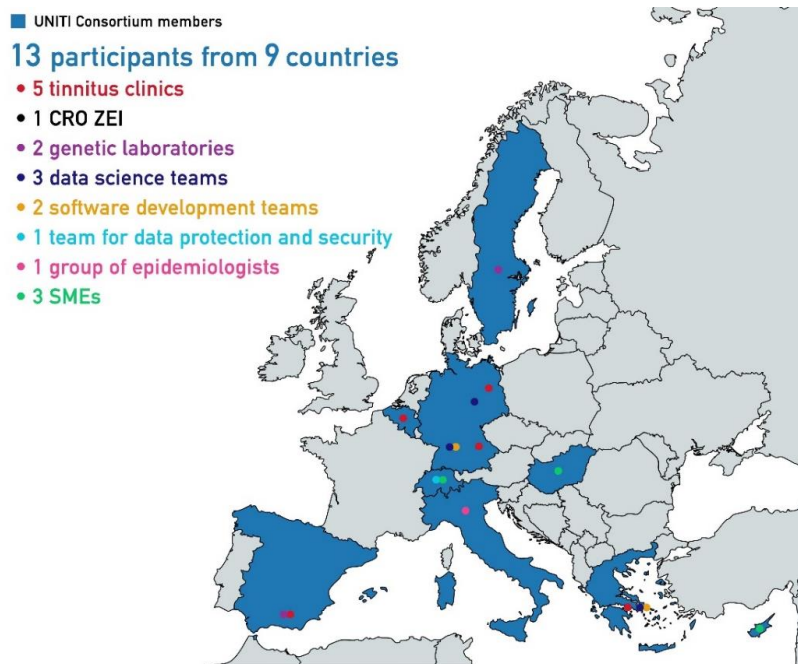 UNITI Consortium members
13 participants from 9 countries
• 5 tinnitus clinics
• 1 CRO ZEI
• 2 genetic laboratories
• 3 data science teams
• 2 software development teams
• 1 team for data protection and security
• 1 group of epidemiologists
• 3 SMEs